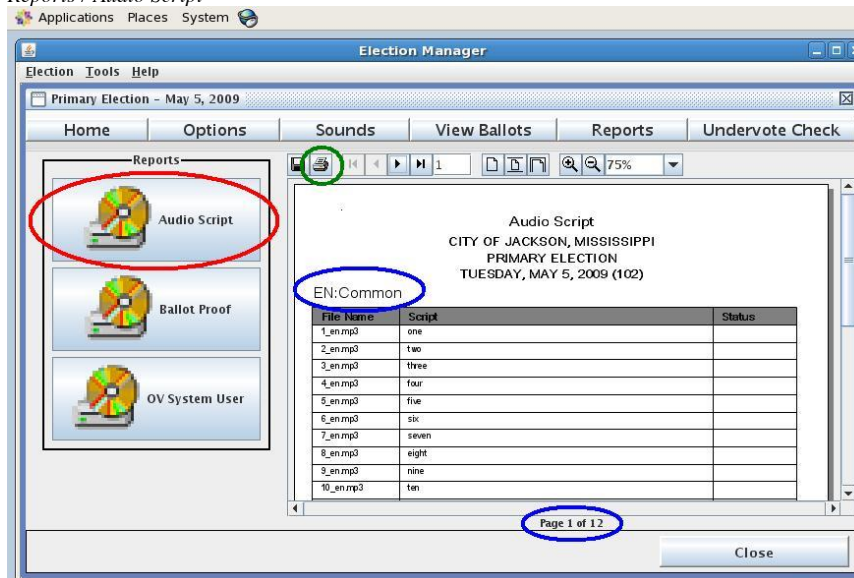 Reports / Audio Script
Applications Places System
Election Manager
Election Tools Help
Primary Election - May 5, 2009
Home Options Sounds View Ballots Reports Undervote Check
Reports
Audio Script
Ballot Proof
OV System User
1 75%
Audio Script
CITY OF JACKSON, MISSISSIPPI
PRIMARY ELECTION
TUESDAY, MAY 5, 2009 (102)
EN:Common
File Name Script Status
1_en.mp3 one
2_en.mp3 two
3_en.mp3 three
4_en.mp3 four
5_en.mp3 five
6_en.mp3 six
7_en.mp3 seven
8_en.mp3 eight
9_en.mp3 nine
10_en.mp3 ten
Page 1 of 12
Close